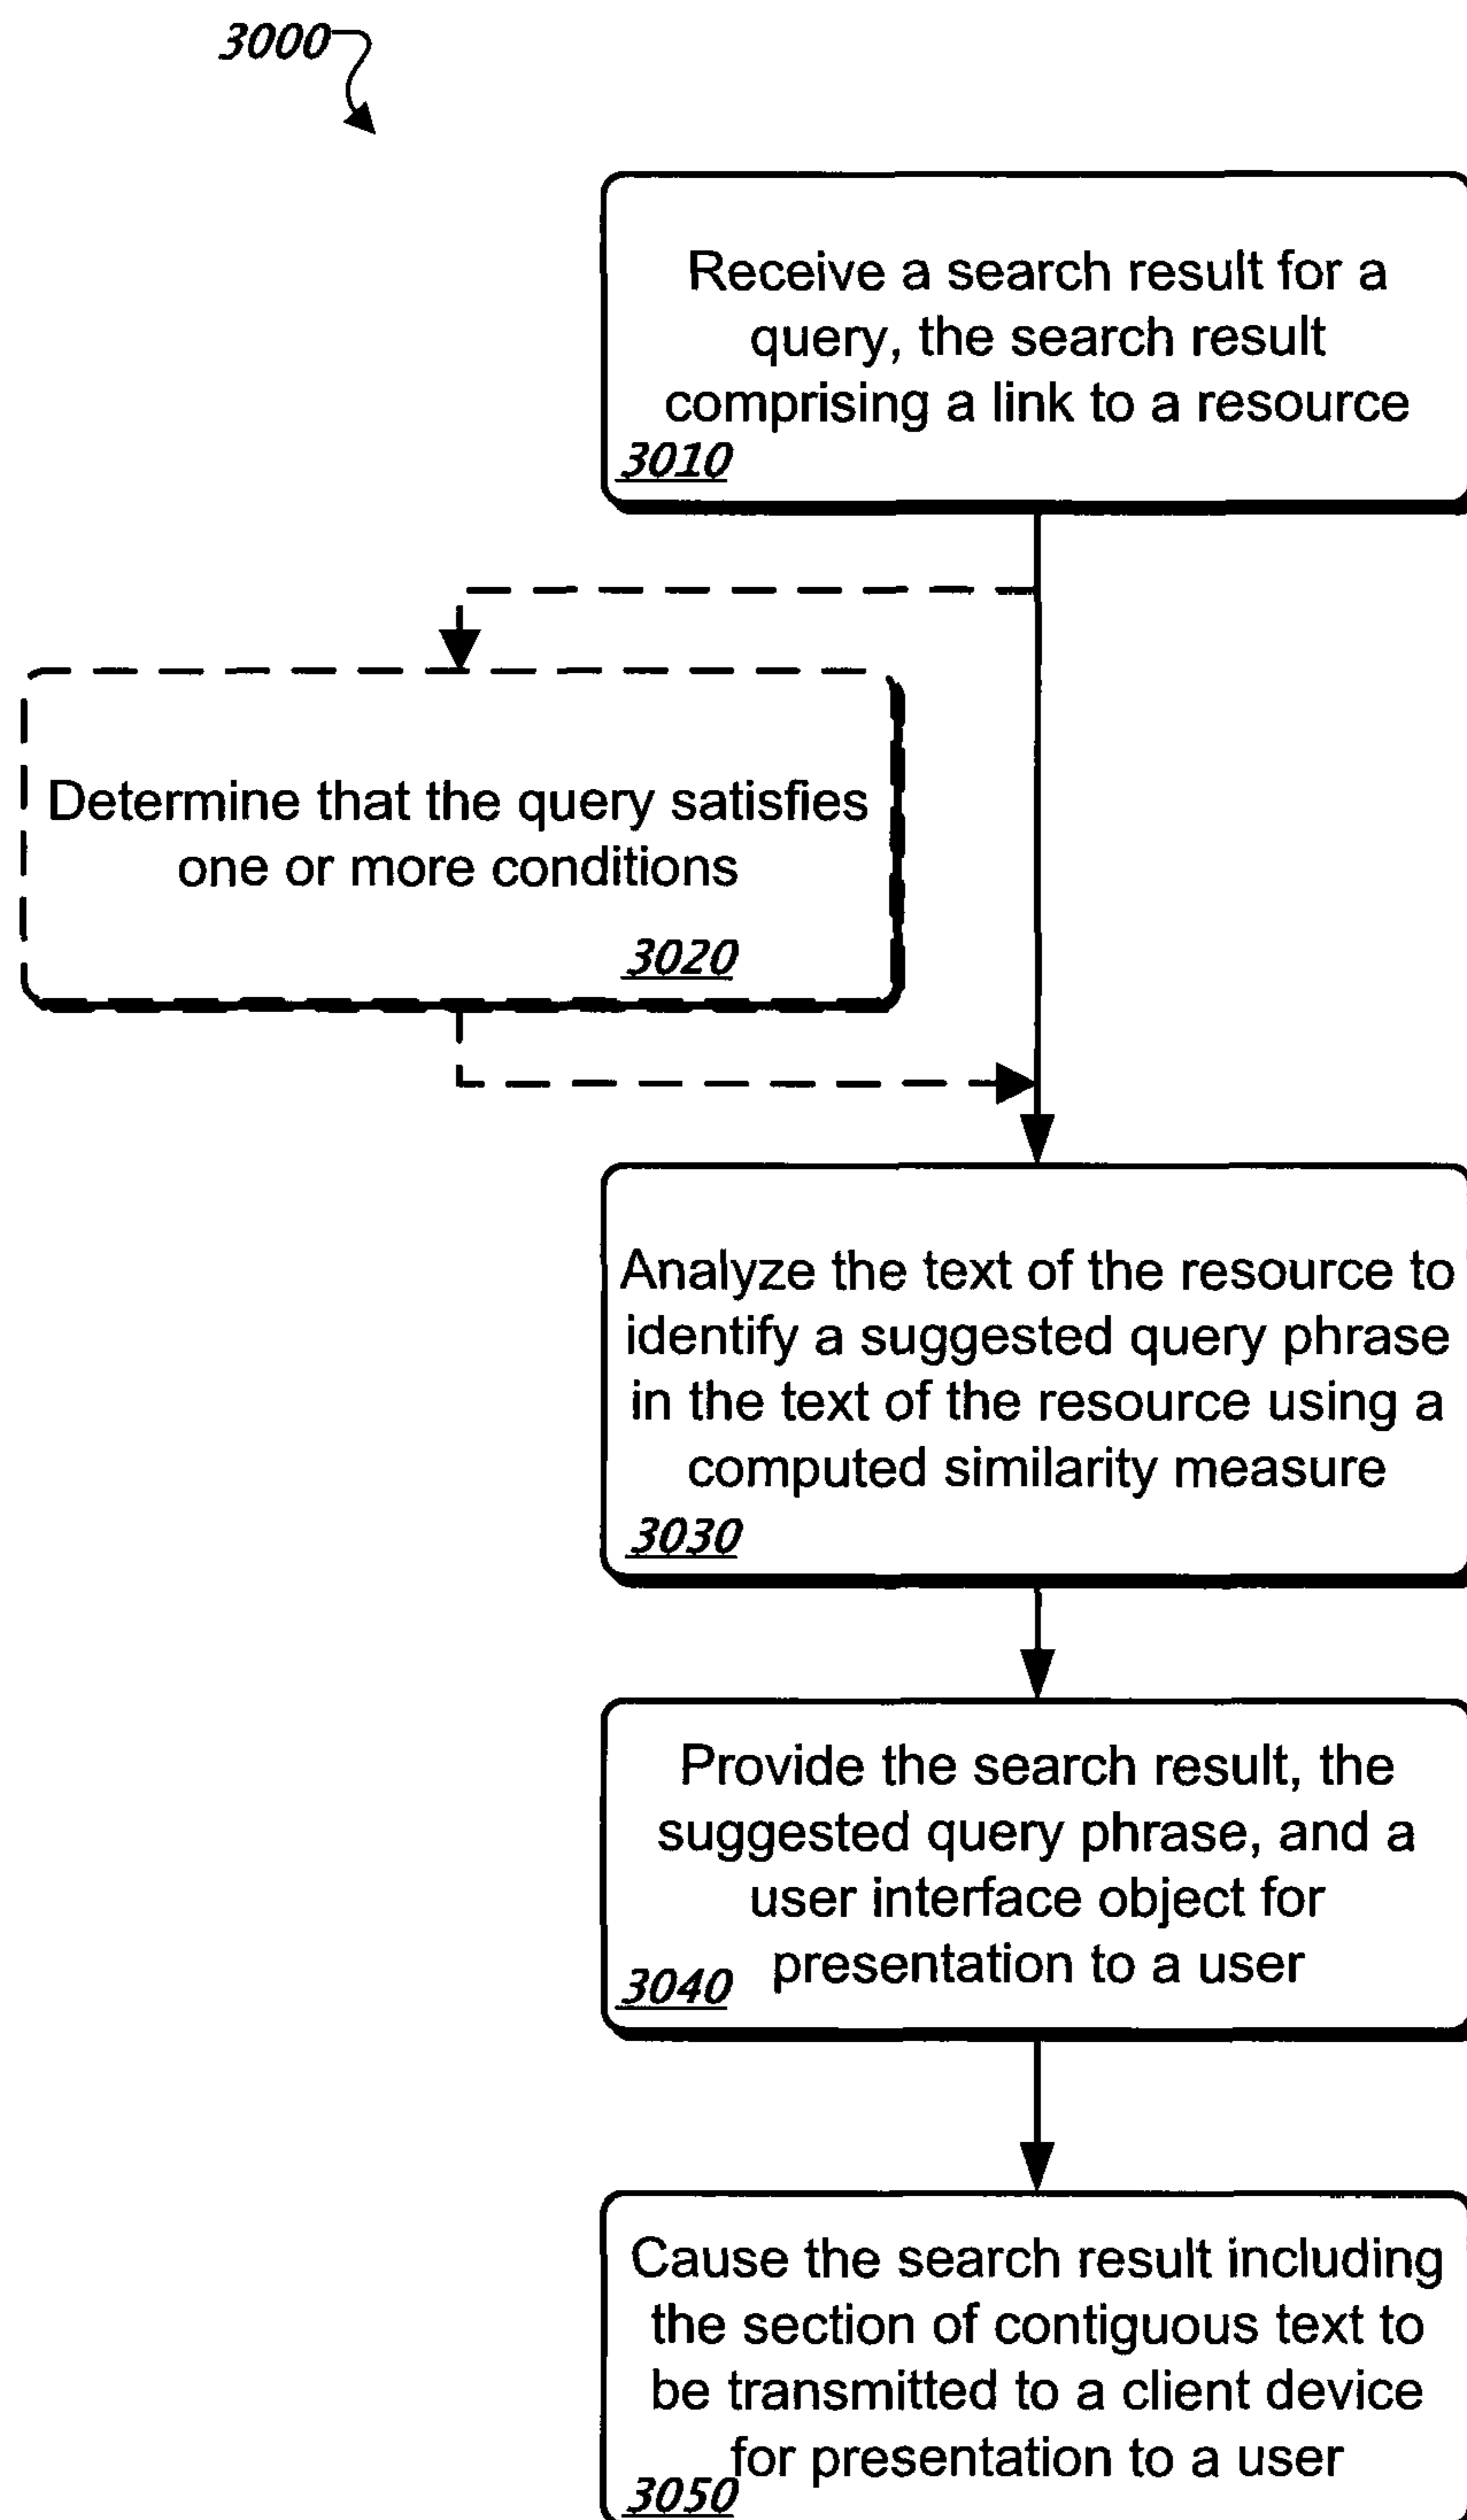 3000
Receive a search result for a
query, the search result
comprising a link to a resource
3010
Determine that the query satisfies
one or more conditions
3020
Analyze the text of the resource to
identify a suggested query phrase
in the text of the resource using a
computed similarity measure
3030
Provide the search result, the
suggested query phrase, and a
user interface object for
presentation to a user
3040
Cause the search result including
the section of contiguous text to
be transmitted to a client device
for presentation to a user
3050